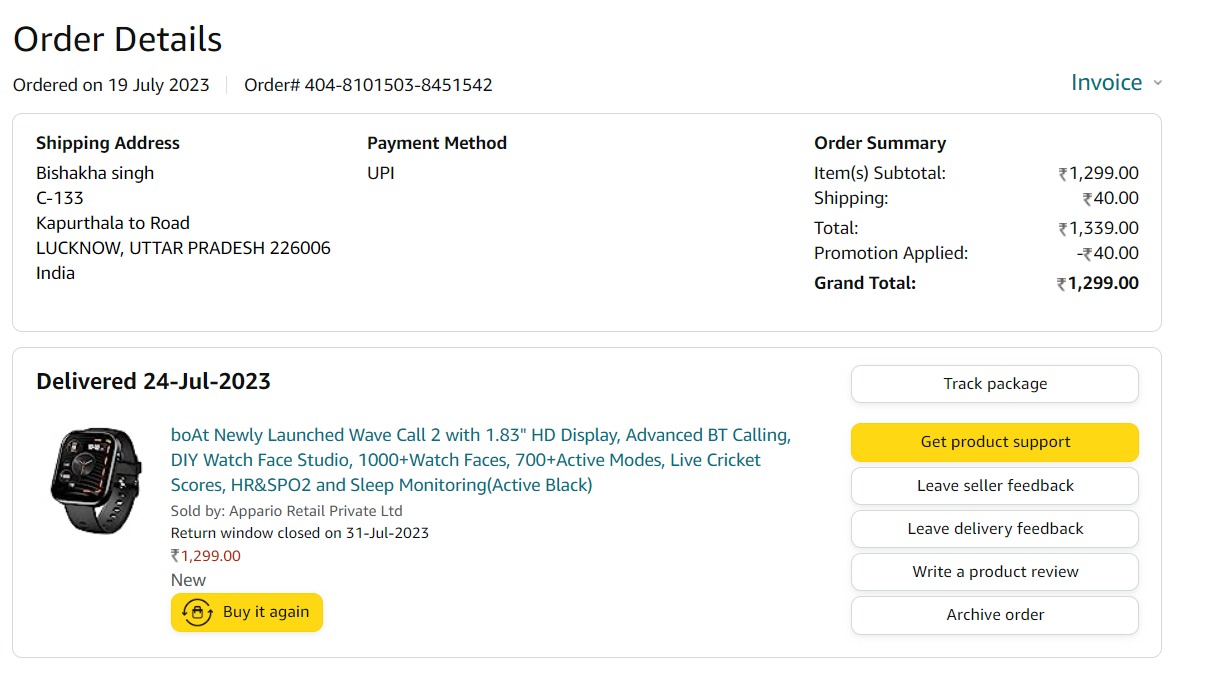 Order Details
Ordered on 19 July 2023 Order# 404-8101503-8451542
Invoice
Shipping Address
Bishakha singh
C-133
Kapurthala to Road
LUCKNOW, UTTAR PRADESH 226006
India
Payment Method
UPI
Order Summary
Item(s) Subtotal: ₹1,299.00
Shipping: ₹40.00
Total: ₹1,339.00
Promotion Applied: -₹40.00
Grand Total: ₹1,299.00
Delivered 24-Jul-2023
boAt Newly Launched Wave Call 2 with 1.83" HD Display, Advanced BT Calling,
DIY Watch Face Studio, 1000+Watch Faces, 700+Active Modes, Live Cricket
Scores, HR&SPO2 and Sleep Monitoring(Active Black)
Sold by: Appario Retail Private Ltd
Return window closed on 31-Jul-2023
₹1,299.00
New
Buy it again
Track package
Get product support
Leave seller feedback
Leave delivery feedback
Write a product review
Archive order